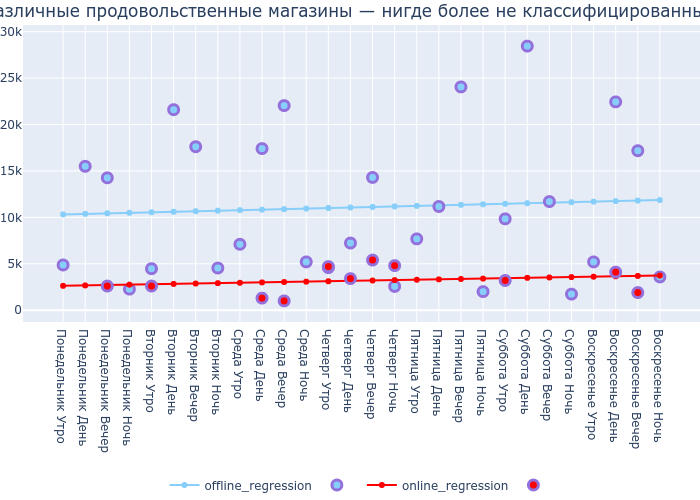 азличные продовольственные магазины — нигде более не классифицированн
30k
25k
20k
15k
10k
5k
0
Понедельник Утро
Понедельник День
Понедельник Вечер
Понедельник Ночь
Вторник Утро
Вторник День
Вторник Вечер
Вторник Ночь
Среда Утро
Среда День
Среда Вечер
Среда Ночь
Четверг Утро
Четверг День
Четверг Вечер
Четверг Ночь
Пятница Утро
Пятница День
Пятница Вечер
Пятница Ночь
Суббота Утро
Суббота День
Суббота Вечер
Суббота Ночь
Воскресенье Утро
Воскресенье День
Воскресенье Вечер
Воскресенье Ночь
offline_regression
online_regression